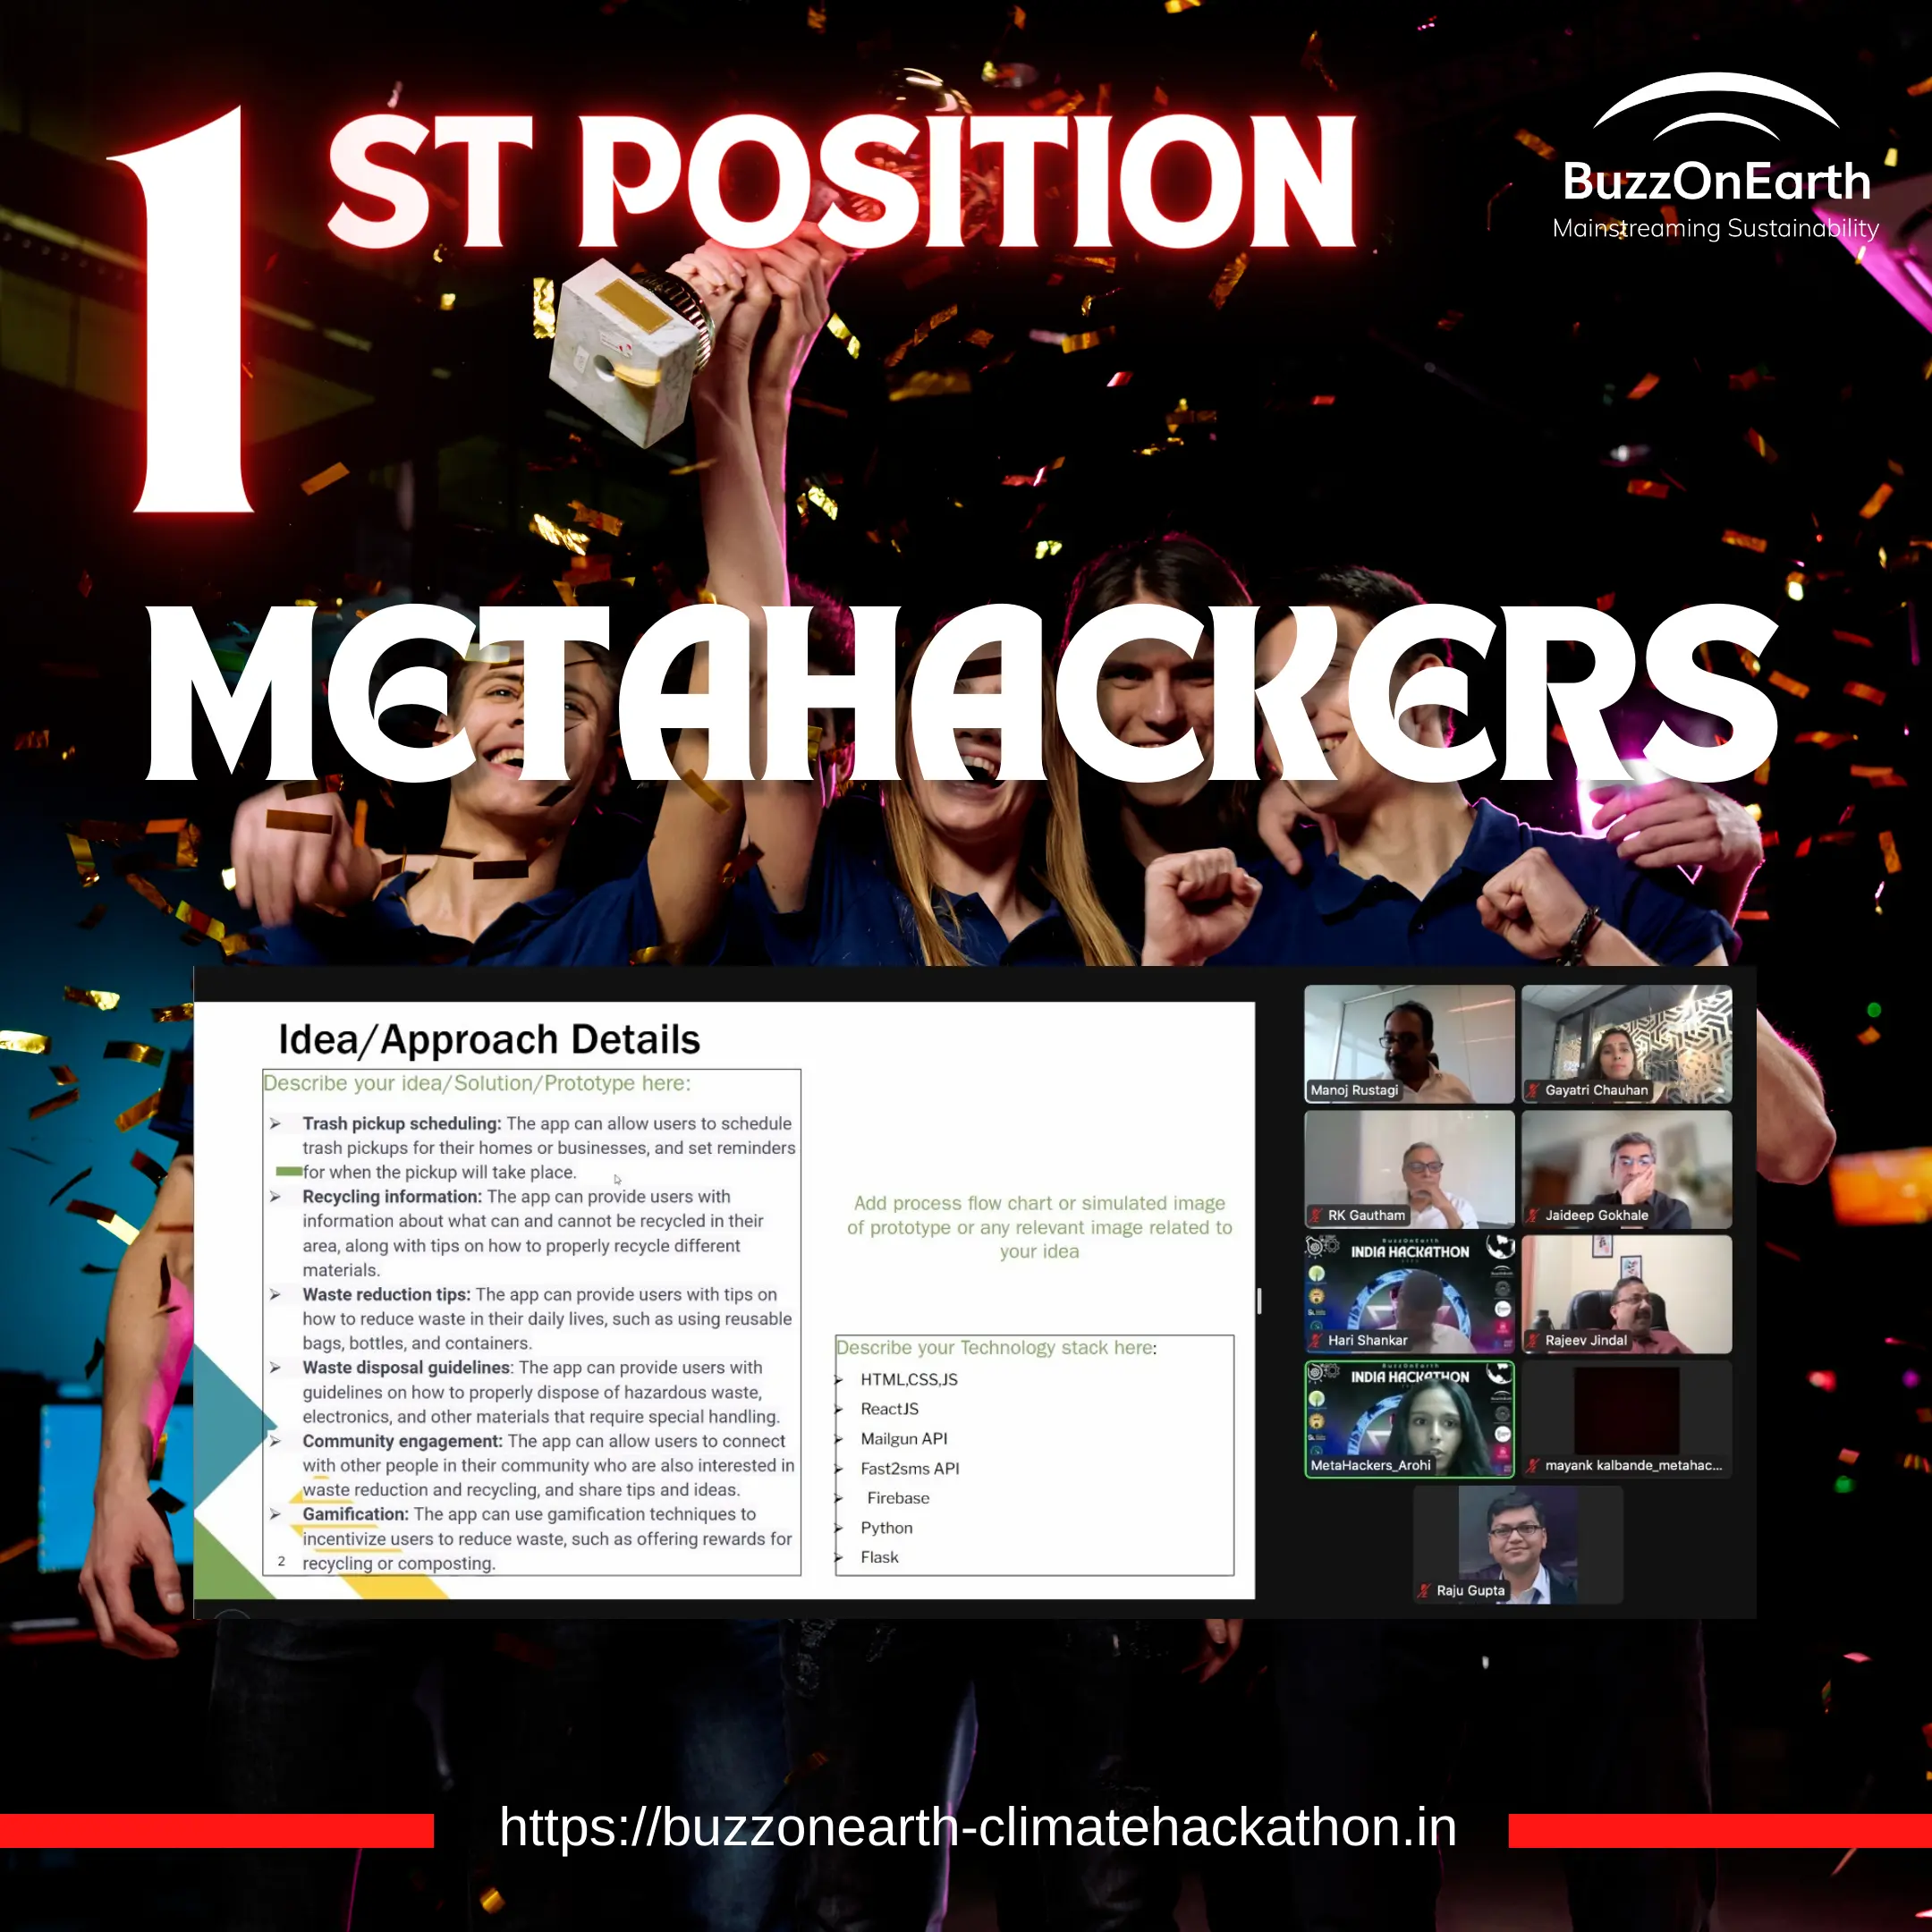 1ST POSITION
BuzzOnEarth
Mainstreaming Sustainability
METAHACKERS
Idea/Approach Details
Describe your idea/Solution/Prototype here:
➢ Trash pickup scheduling: The app can allow users to schedule
trash pickups for their homes or businesses, and set reminders
for when the pickup will take place.
➢ Recycling information: The app can provide users with
information about what can and cannot be recycled in their
area, along with tips on how to properly recycle different
materials.
➢ Waste reduction tips: The app can provide users with tips on
how to reduce waste in their daily lives, such as using reusable
bags, bottles, and containers.
➢ Waste disposal guidelines: The app can provide users with
guidelines on how to properly dispose of hazardous waste,
electronics, and other materials that require special handling.
➢ Community engagement: The app can allow users to connect
with other people in their community who are also interested in
waste reduction and recycling, and share tips and ideas.
➢ Gamification: The app can use gamification techniques to
incentivize users to reduce waste, such as offering rewards for
recycling or composting.
2
Add process flow chart or simulated image
of prototype or any relevant image related to
your idea
Describe your Technology stack here:
➢ HTML,CSS,JS
➢ ReactJS
➢ Mailgun API
➢ Fast2sms API
➢ Firebase
➢ Python
➢ Flask
Manoj Rustagi
Gayatri Chauhan
RK Gautham
Jaideep Gokhale
BuzzOnEarth
INDIA HACKATHON
Hari Shankar
Rajeev Jindal
BuzzOnEarth
INDIA HACKATHON
MetaHackers_Arohi
mayank kalbande_metahac...
Raju Gupta
https://buzzonearth-climatehackathon.in